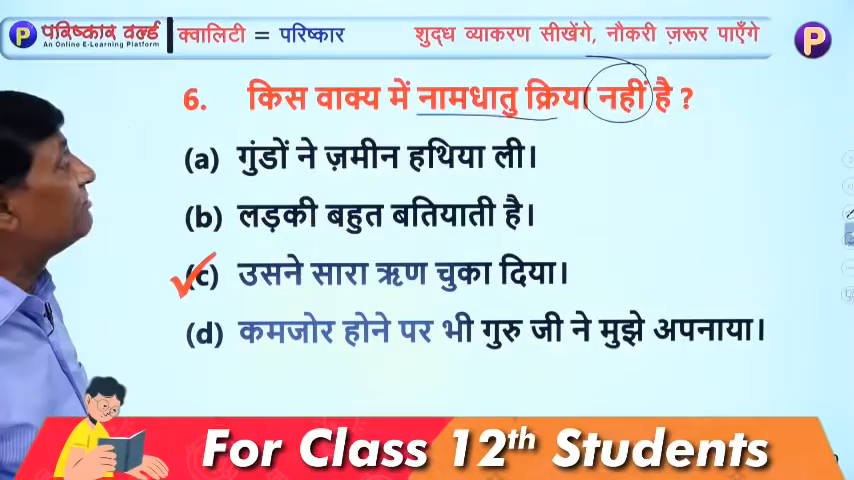 परिष्कार वर्ल्ड
An Online E-Learning Platform
क्वालिटी = परिष्कार
शुद्ध व्याकरण सीखेंगे, नौकरी ज़रूर पाएँगे
6. किस वाक्य में नामधातु क्रिया नहीं है ?
(a) गुंडों ने ज़मीन हथिया ली।
(b) लड़की बहुत बतियाती है।
(c) उसने सारा ऋण चुका दिया।
(d) कमजोर होने पर भी गुरु जी ने मुझे अपनाया।
For Class 12th Students